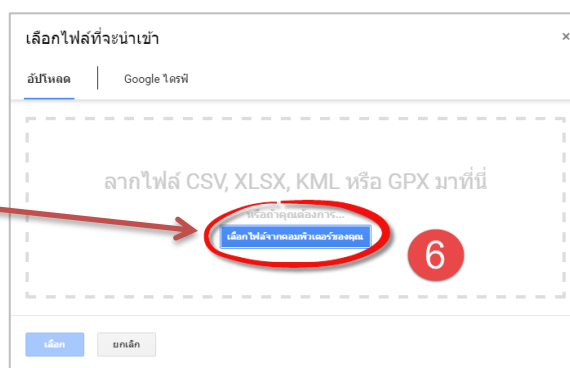 เลือกไฟล์ที่จะนำเข้า ×
อัปโหลด Google ไดรฟ์
ลากไฟล์ CSV, XLSX, KML หรือ GPX มาที่นี่
หรือถ้าคุณต้องการ...
เลือกไฟล์จากคอมพิวเตอร์ของคุณ
6
เลือก ยกเลิก